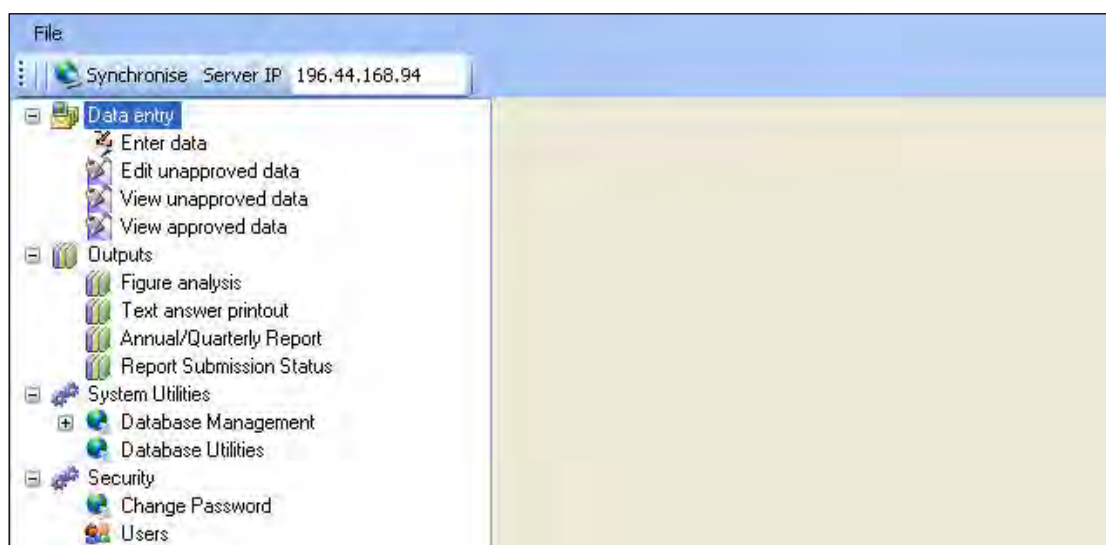 File
Synchronise Server IP 196.44.168.94
Data entry
Enter data
Edit unapproved data
View unapproved data
View approved data
Outputs
Figure analysis
Text answer printout
Annual/Quarterly Report
Report Submission Status
System Utilities
Database Management
Database Utilities
Security
Change Password
Users